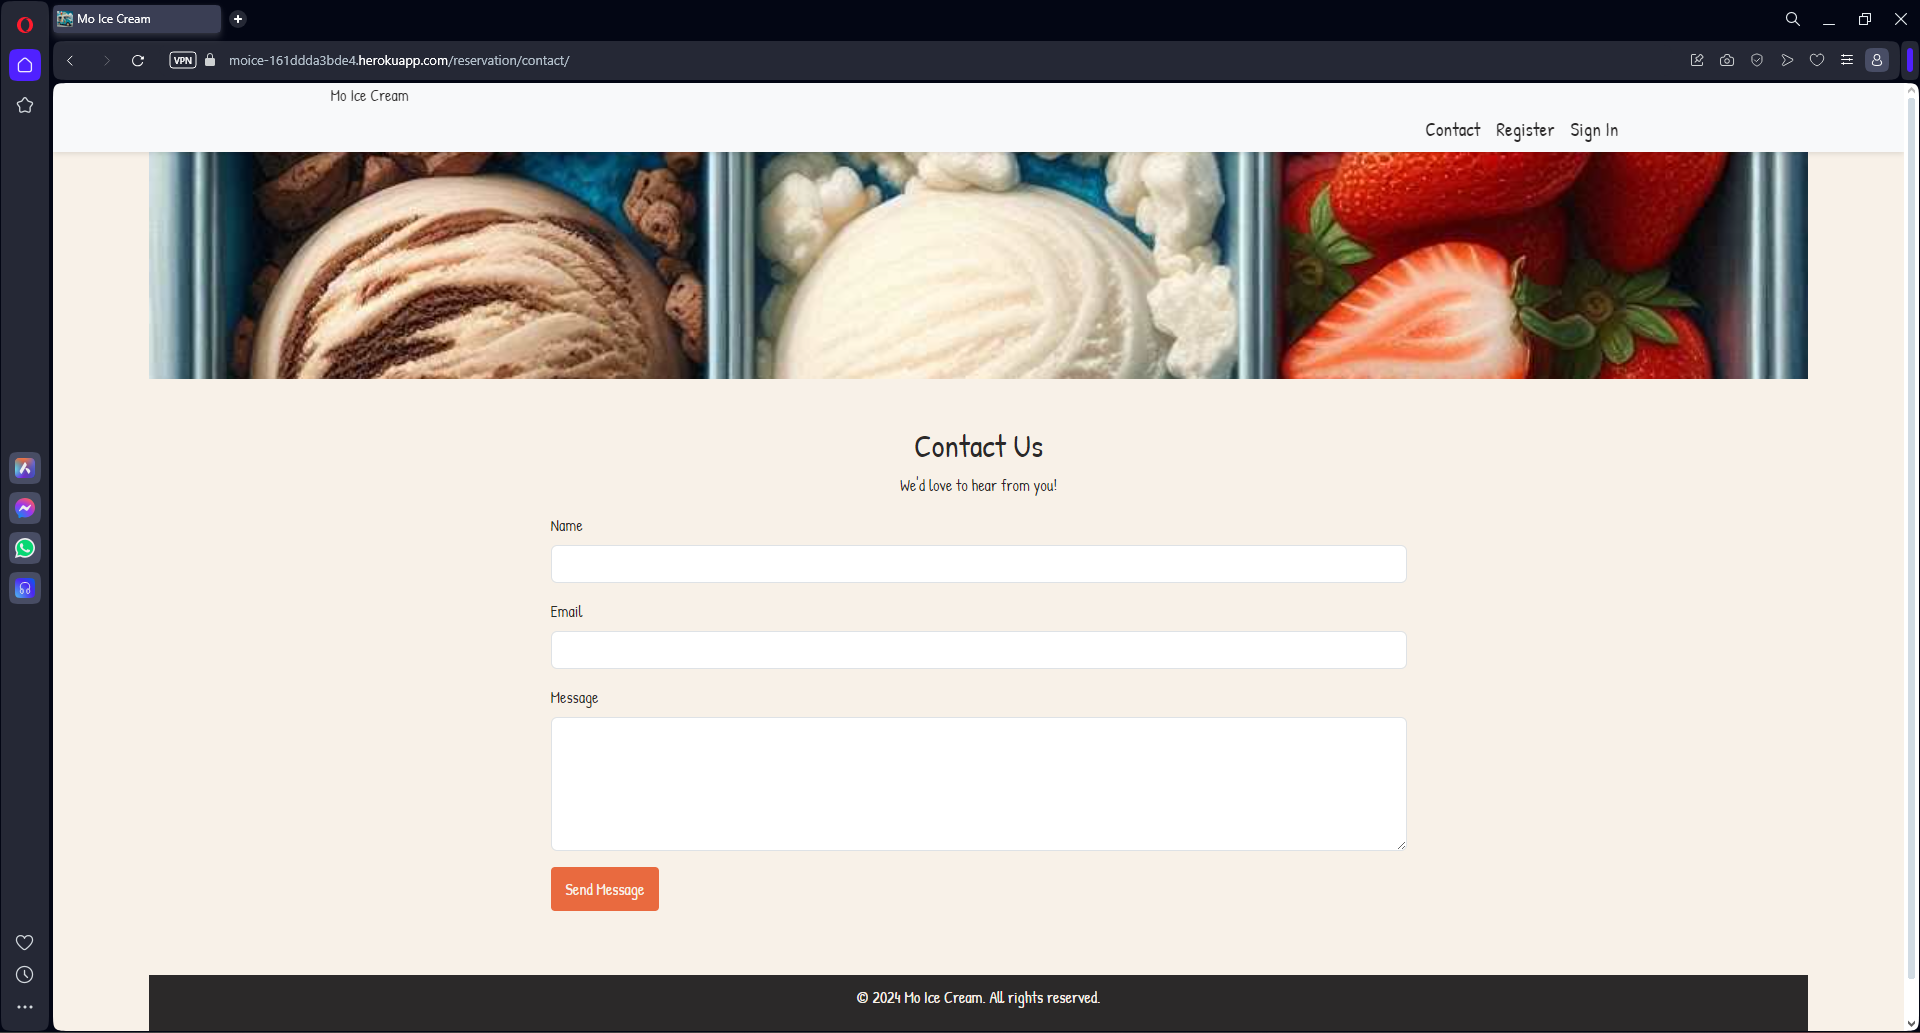 Mo Ice Cream
VPN
moice-161ddda3bde4.herokuapp.com/reservation/contact/
Mo Ice Cream
Contact Register Sign In
Contact Us
We'd love to hear from you!
Name
Email
Message
Send Message
© 2024 Mo Ice Cream. All rights reserved.